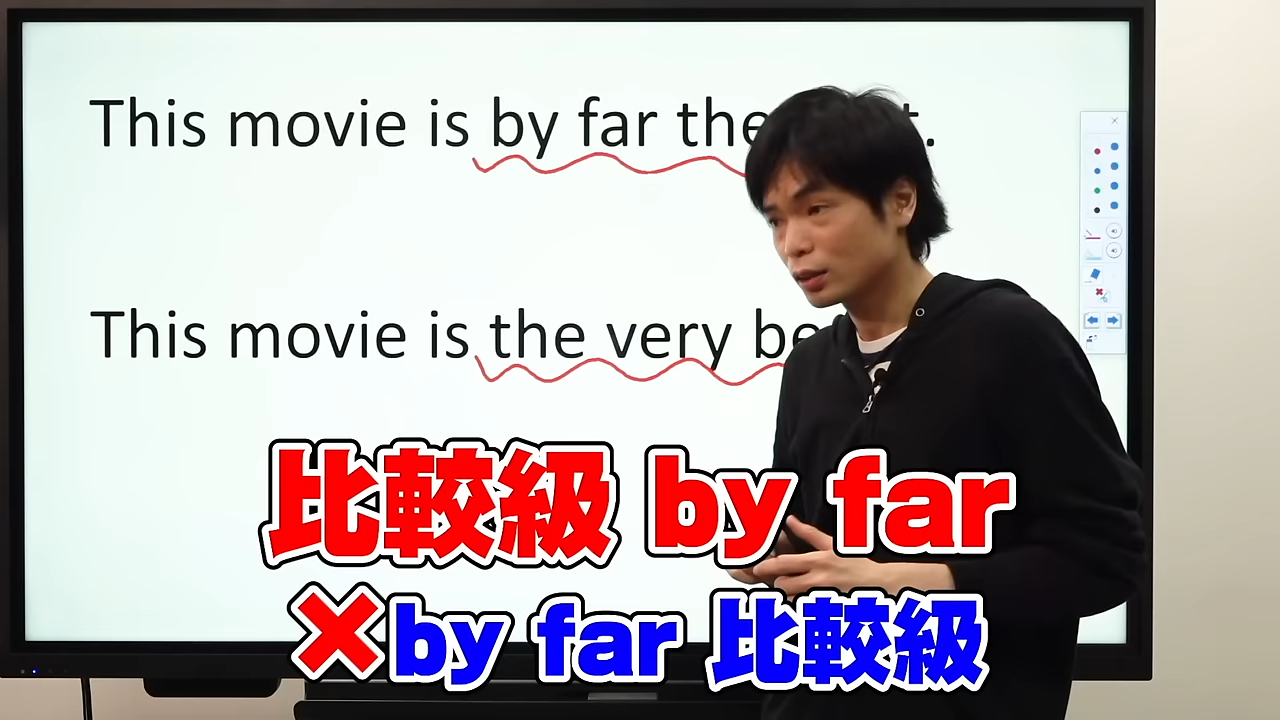 This movie is by far the
This movie is the very
比較級 by far
×by far 比較級